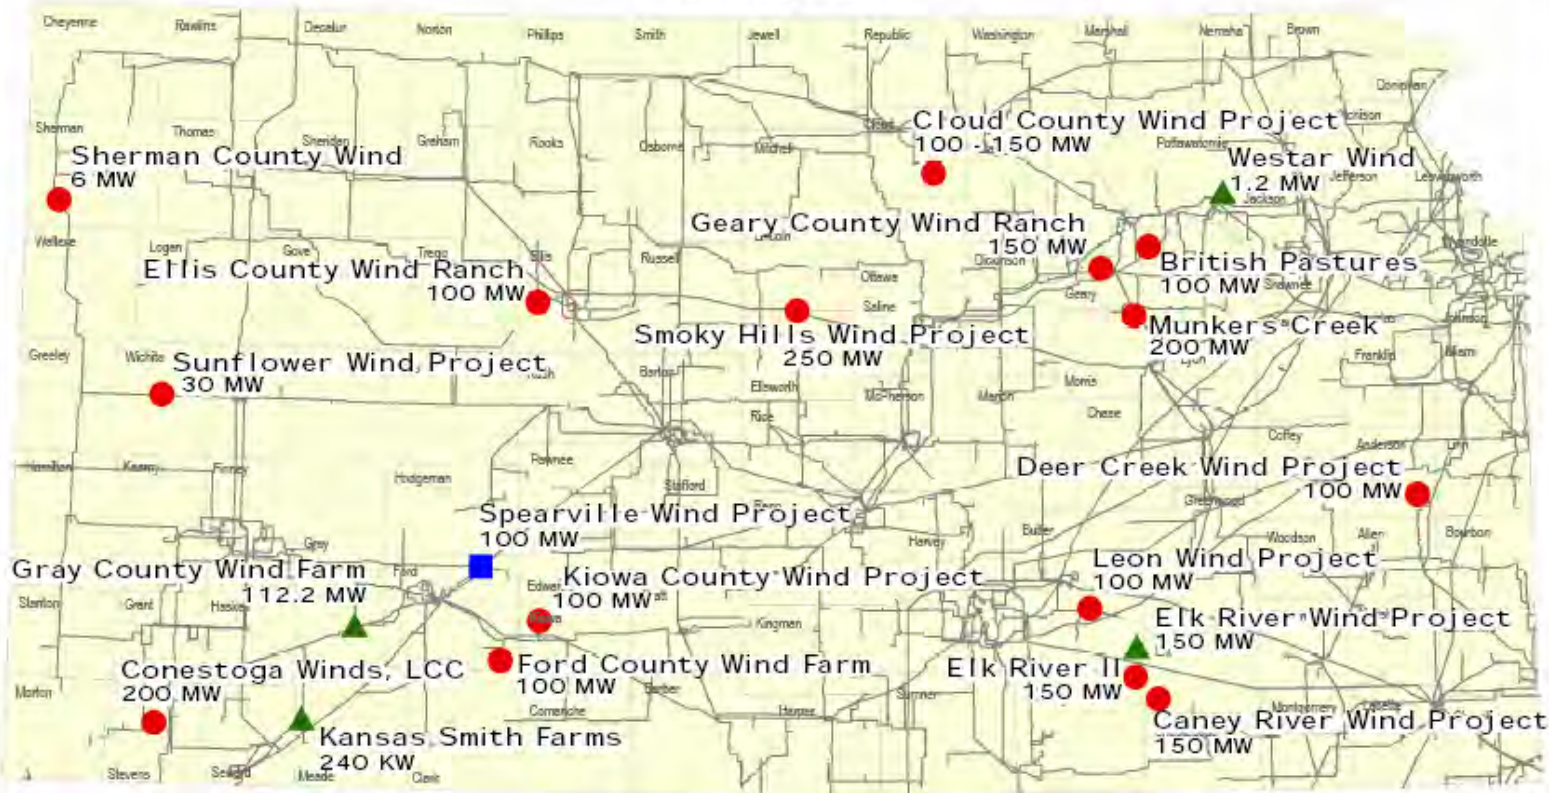 Cheyenne
Rawlins
Decatur
Norton
Phillips
Smith
Jewell
Republic
Washington
Marshall
Nemaha
Brown
Doniphan
Sherman
Thomas
Sheridan
Graham
Rooks
Osborne
Mitchell
Cloud
Cloud County Wind Project
100 - 150 MW
Pottawatomie
Westar Wind
1.2 MW
Jackson
Jefferson
Sherman County Wind
6 MW
Geary County Wind Ranch
150 MW
Wallace
Logan
Gove
Trego
Ellis
Russell
Lincoln
Ottawa
Dickinson
Wyandotte
Ellis County Wind Ranch
100 MW
British Pastures
100 MW
Saline
Geary
Shawnee
Smoky Hills Wind Project
250 MW
Munkers Creek
200 MW
Greeley
Wichita
Sunflower Wind Project
30 MW
Barton
Ellsworth
Rice
McPherson
Marion
Morris
Chase
Lyon
Franklin
Miami
Hamilton
Kearny
Finney
Hodgeman
Pawnee
Stafford
Coffey
Anderson
Linn
Deer Creek Wind Project
100 MW
Greenwood
Spearville Wind Project
100 MW
Butler
Harvey
Woodson
Allen
Bourbon
Gray
Gray County Wind Farm
112.2 MW
Ford
Kiowa County Wind Project
100 MW
Leon Wind Project
100 MW
Stanton
Grant
Kiowa
Kingman
Elk River Wind Project
150 MW
Conestoga Winds, LCC
200 MW
Ford County Wind Farm
100 MW
Barber
Elk River II
150 MW
Morton
Comanche
Harper
Sumner
Montgomery
Labette
Caney River Wind Project
150 MW
Kansas Smith Farms
240 KW
Stevens
Seward
Meade
Clark